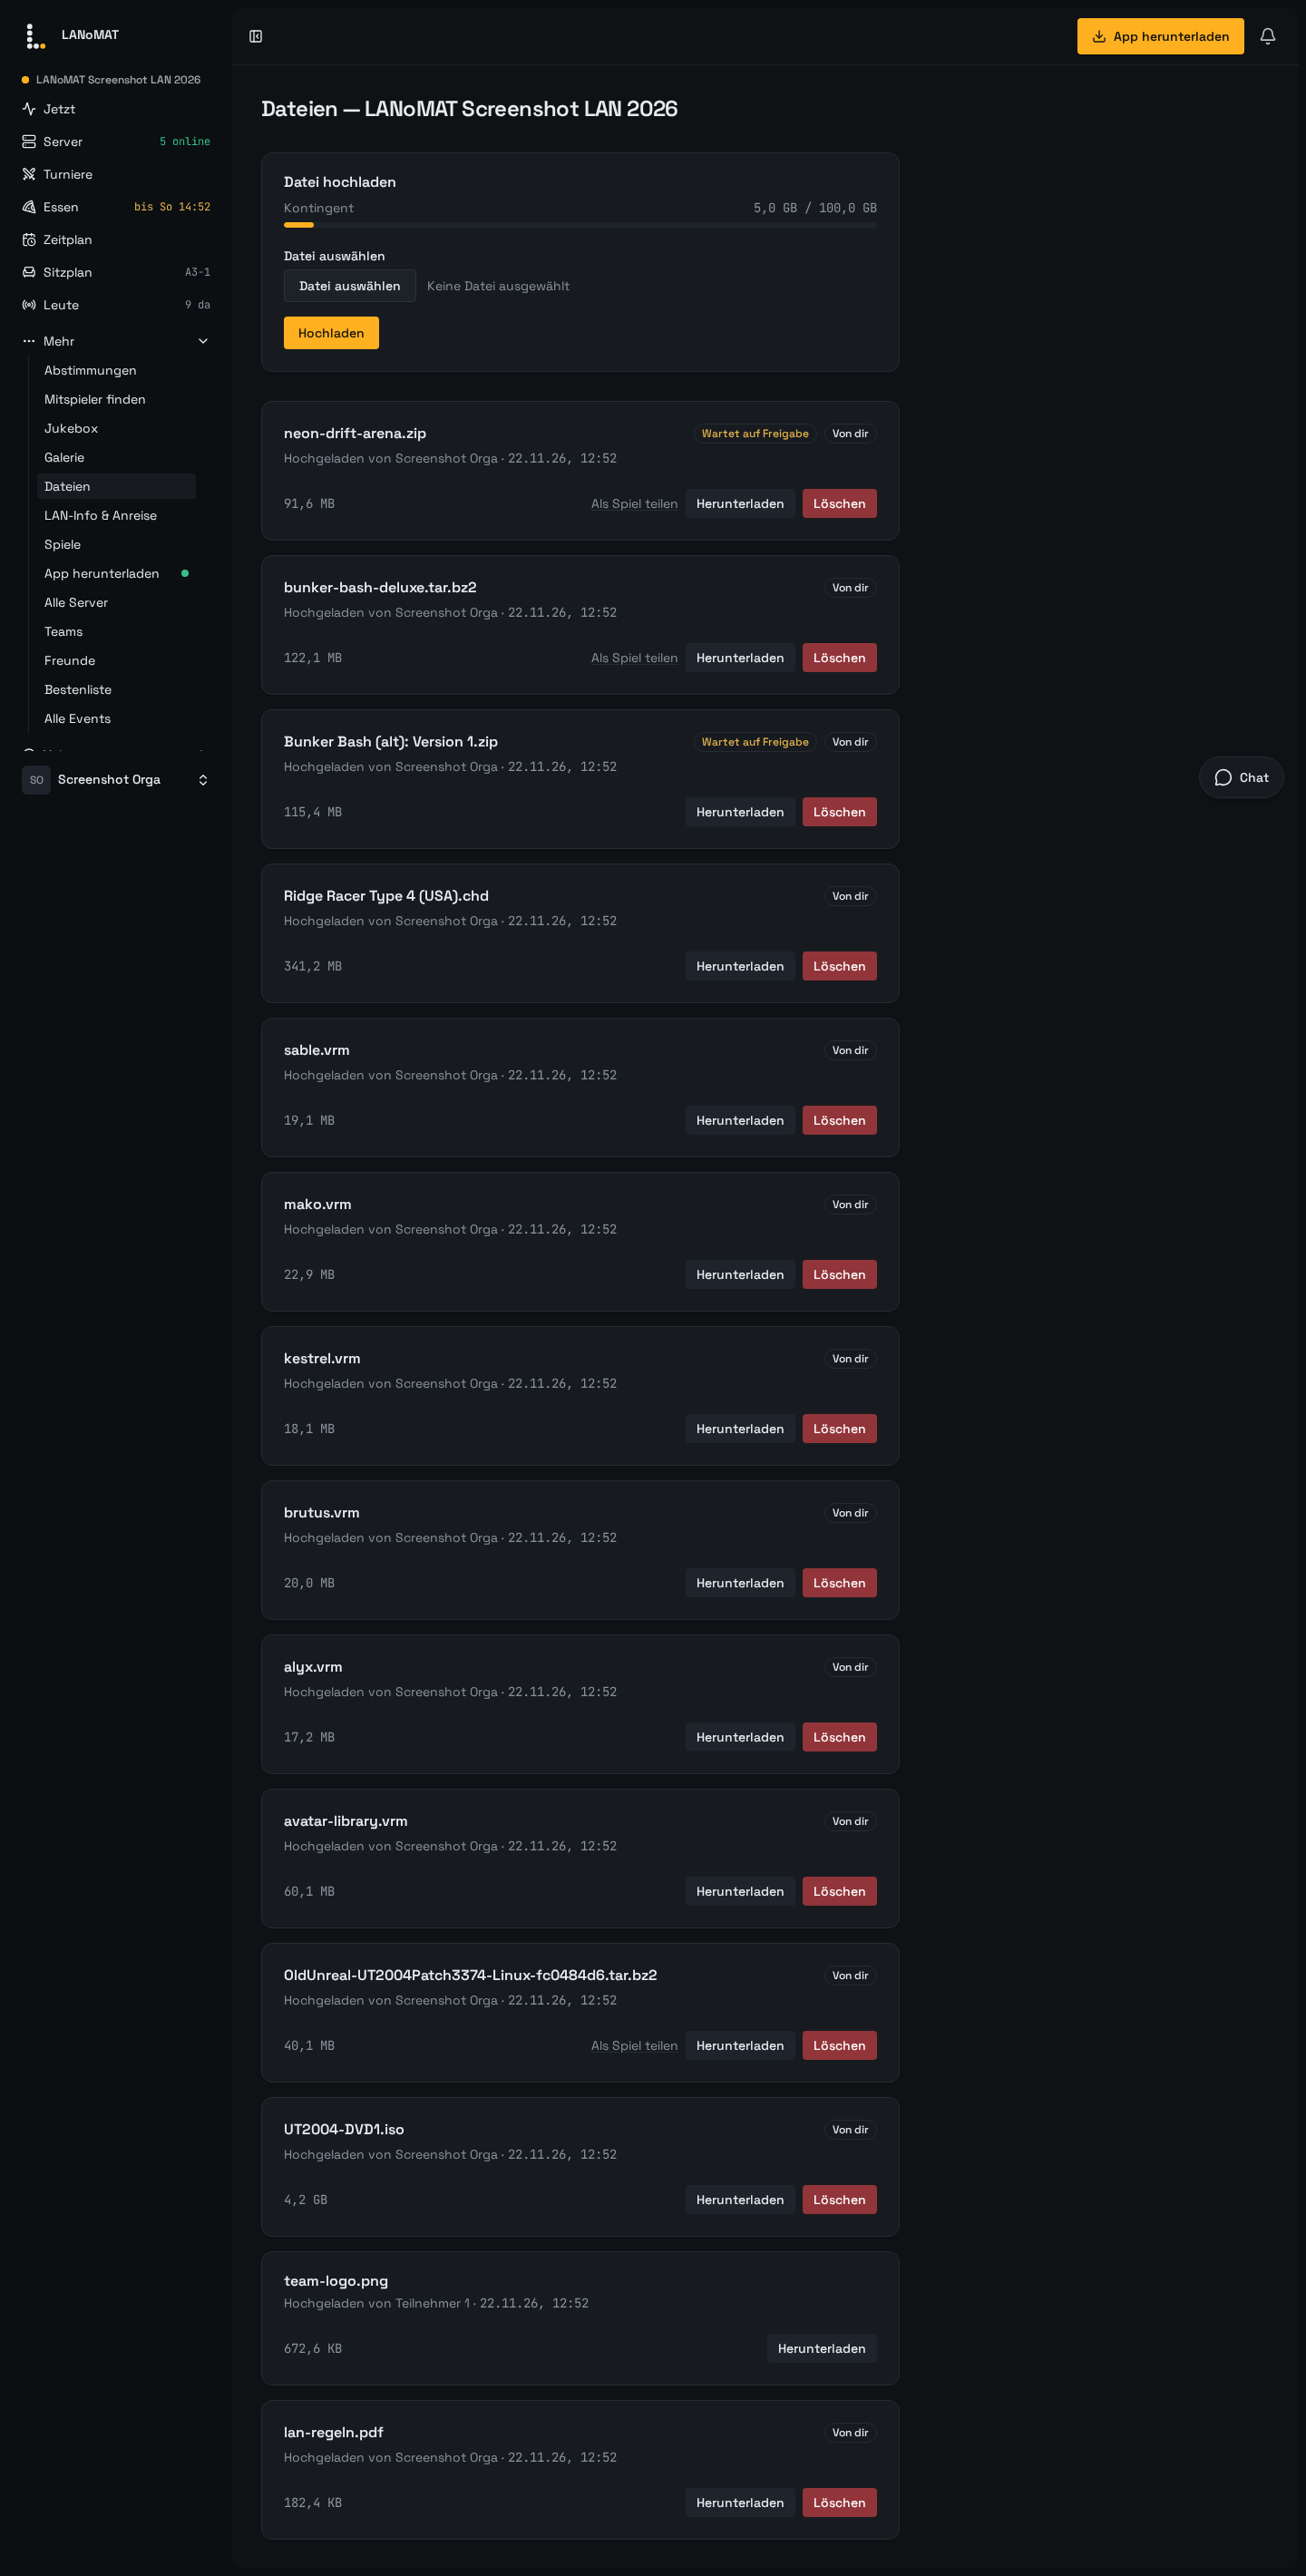 LANoMAT
App herunterladen
LANoMAT Screenshot LAN 2026
Jetzt
Server 5 online
Turniere
Essen bis So 14:52
Zeitplan
Sitzplan A3-1
Leute 9 da
Mehr
Abstimmungen
Mitspieler finden
Jukebox
Galerie
Dateien
LAN-Info & Anreise
Spiele
App herunterladen
Alle Server
Teams
Freunde
Bestenliste
Alle Events
SO Screenshot Orga
Dateien — LANoMAT Screenshot LAN 2026
Datei hochladen
Kontingent 5,0 GB / 100,0 GB
Datei auswählen
Datei auswählen Keine Datei ausgewählt
Hochladen
neon-drift-arena.zip Wartet auf Freigabe Von dir
Hochgeladen von Screenshot Orga · 22.11.26, 12:52
91,6 MB Als Spiel teilen Herunterladen Löschen
bunker-bash-deluxe.tar.bz2 Von dir
Hochgeladen von Screenshot Orga · 22.11.26, 12:52
122,1 MB Als Spiel teilen Herunterladen Löschen
Bunker Bash (alt): Version 1.zip Wartet auf Freigabe Von dir
Hochgeladen von Screenshot Orga · 22.11.26, 12:52
115,4 MB Herunterladen Löschen
Ridge Racer Type 4 (USA).chd Von dir
Hochgeladen von Screenshot Orga · 22.11.26, 12:52
341,2 MB Herunterladen Löschen
sable.vrm Von dir
Hochgeladen von Screenshot Orga · 22.11.26, 12:52
19,1 MB Herunterladen Löschen
mako.vrm Von dir
Hochgeladen von Screenshot Orga · 22.11.26, 12:52
22,9 MB Herunterladen Löschen
kestrel.vrm Von dir
Hochgeladen von Screenshot Orga · 22.11.26, 12:52
18,1 MB Herunterladen Löschen
brutus.vrm Von dir
Hochgeladen von Screenshot Orga · 22.11.26, 12:52
20,0 MB Herunterladen Löschen
alyx.vrm Von dir
Hochgeladen von Screenshot Orga · 22.11.26, 12:52
17,2 MB Herunterladen Löschen
avatar-library.vrm Von dir
Hochgeladen von Screenshot Orga · 22.11.26, 12:52
60,1 MB Herunterladen Löschen
OldUnreal-UT2004Patch3374-Linux-fc0484d6.tar.bz2 Von dir
Hochgeladen von Screenshot Orga · 22.11.26, 12:52
40,1 MB Als Spiel teilen Herunterladen Löschen
UT2004-DVD1.iso Von dir
Hochgeladen von Screenshot Orga · 22.11.26, 12:52
4,2 GB Herunterladen Löschen
team-logo.png
Hochgeladen von Teilnehmer 1 · 22.11.26, 12:52
672,6 KB Herunterladen
lan-regeln.pdf Von dir
Hochgeladen von Screenshot Orga · 22.11.26, 12:52
182,4 KB Herunterladen Löschen
Chat